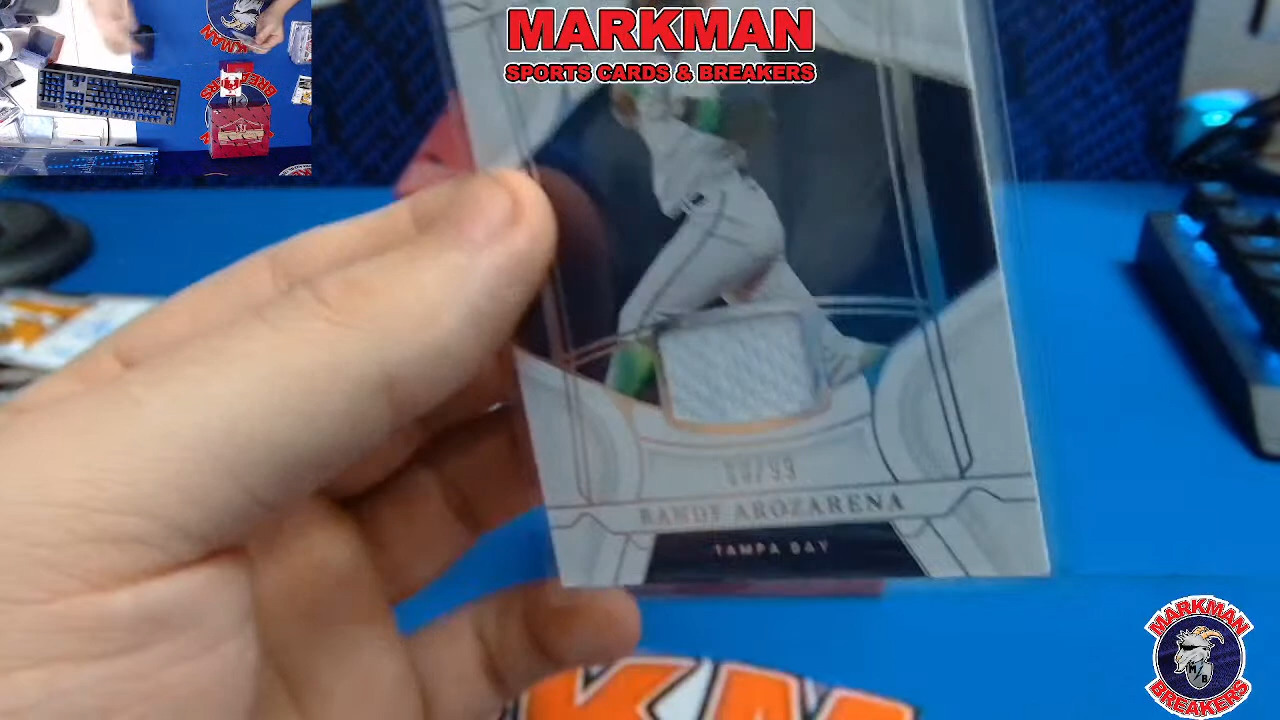 MARKMAN
SPORTS CARDS & BREAKERS
RANDY AROZARENA
TAMPA BAY
MARKMAN
BREAKERS